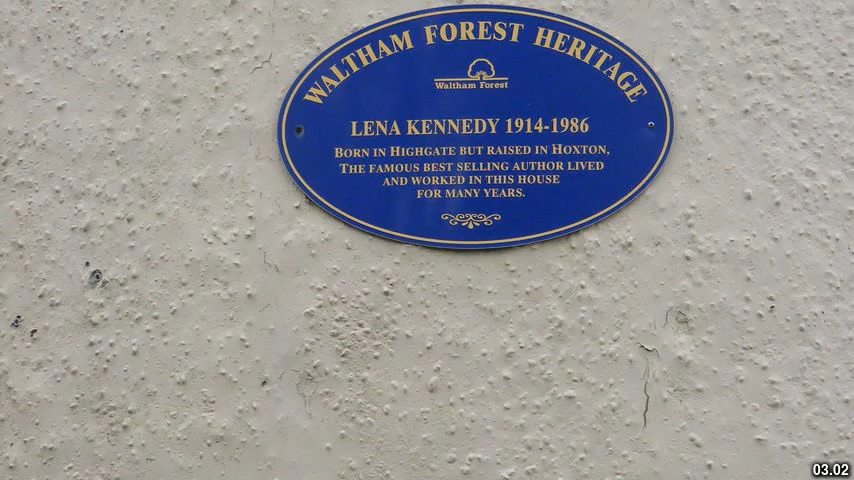 WALTHAM FOREST HERITAGE
Waltham Forest
LENA KENNEDY 1914-1986
BORN IN HIGHGATE BUT RAISED IN HOXTON,
THE FAMOUS BEST SELLING AUTHOR LIVED
AND WORKED IN THIS HOUSE
FOR MANY YEARS.
03.02